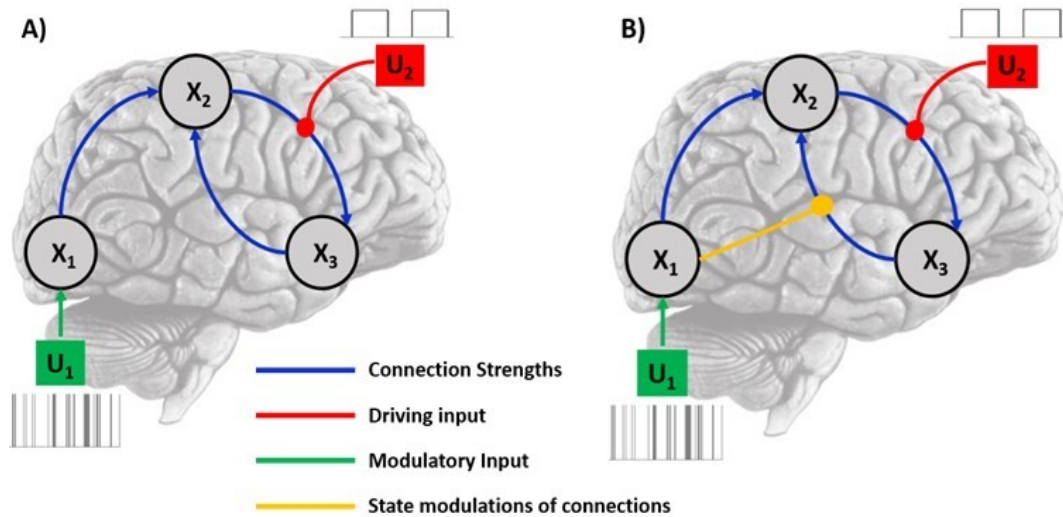 A)
X₂
U₂
X₁
X₃
U₁
B)
X₂
U₂
X₁
X₃
U₁
Connection Strengths
Driving input
Modulatory Input
State modulations of connections